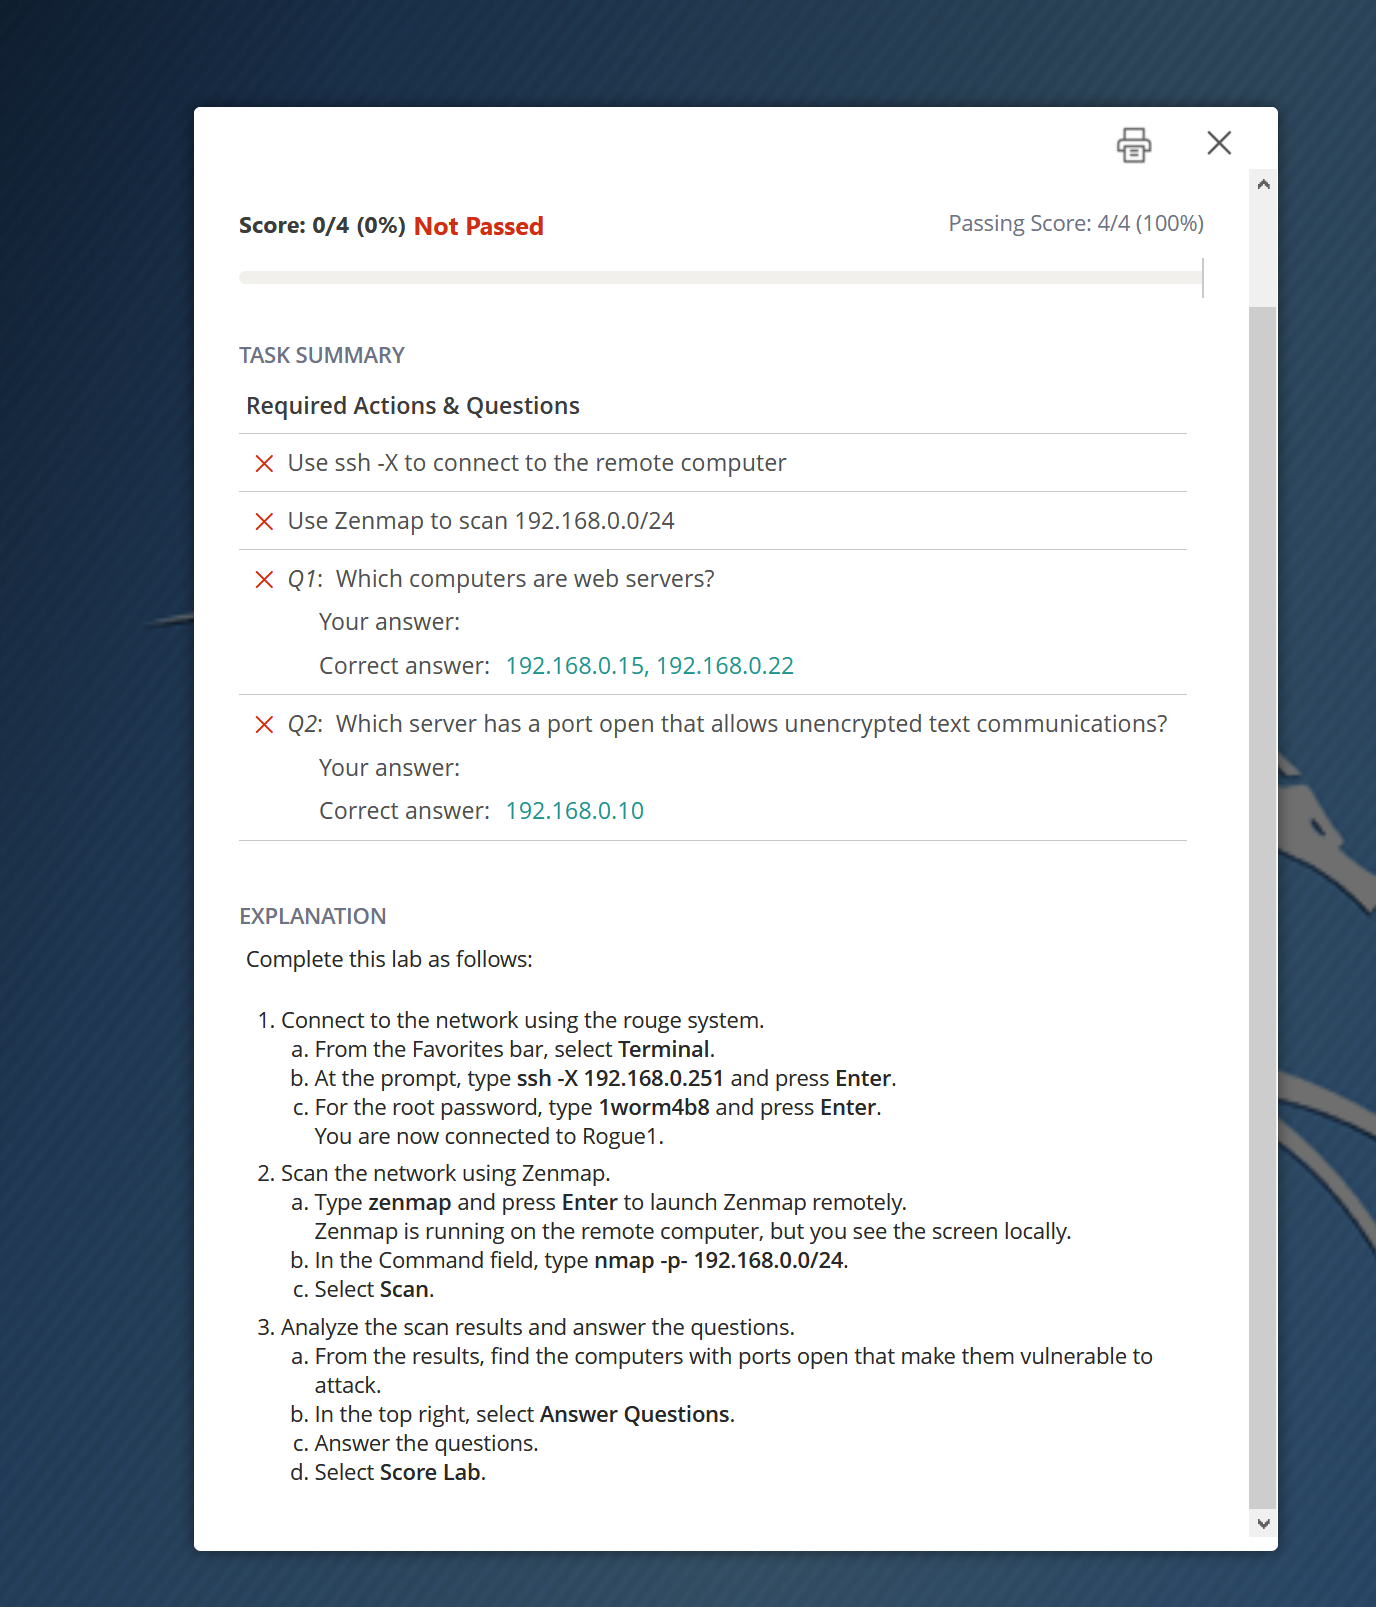 Score: 0/4 (0%) Not Passed
Passing Score: 4/4 (100%)
TASK SUMMARY
Required Actions & Questions
Use ssh -X to connect to the remote computer
Use Zenmap to scan 192.168.0.0/24
Q1: Which computers are web servers?
Your answer:
Correct answer: 192.168.0.15, 192.168.0.22
Q2: Which server has a port open that allows unencrypted text communications?
Your answer:
Correct answer: 192.168.0.10
EXPLANATION
Complete this lab as follows:
1. Connect to the network using the rouge system.
a. From the Favorites bar, select Terminal.
b. At the prompt, type ssh -X 192.168.0.251 and press Enter.
c. For the root password, type 1worm4b8 and press Enter.
You are now connected to Rogue1.
2. Scan the network using Zenmap.
a. Type zenmap and press Enter to launch Zenmap remotely.
Zenmap is running on the remote computer, but you see the screen locally.
b. In the Command field, type nmap -p- 192.168.0.0/24.
c. Select Scan.
3. Analyze the scan results and answer the questions.
a. From the results, find the computers with ports open that make them vulnerable to
attack.
b. In the top right, select Answer Questions.
c. Answer the questions.
d. Select Score Lab.